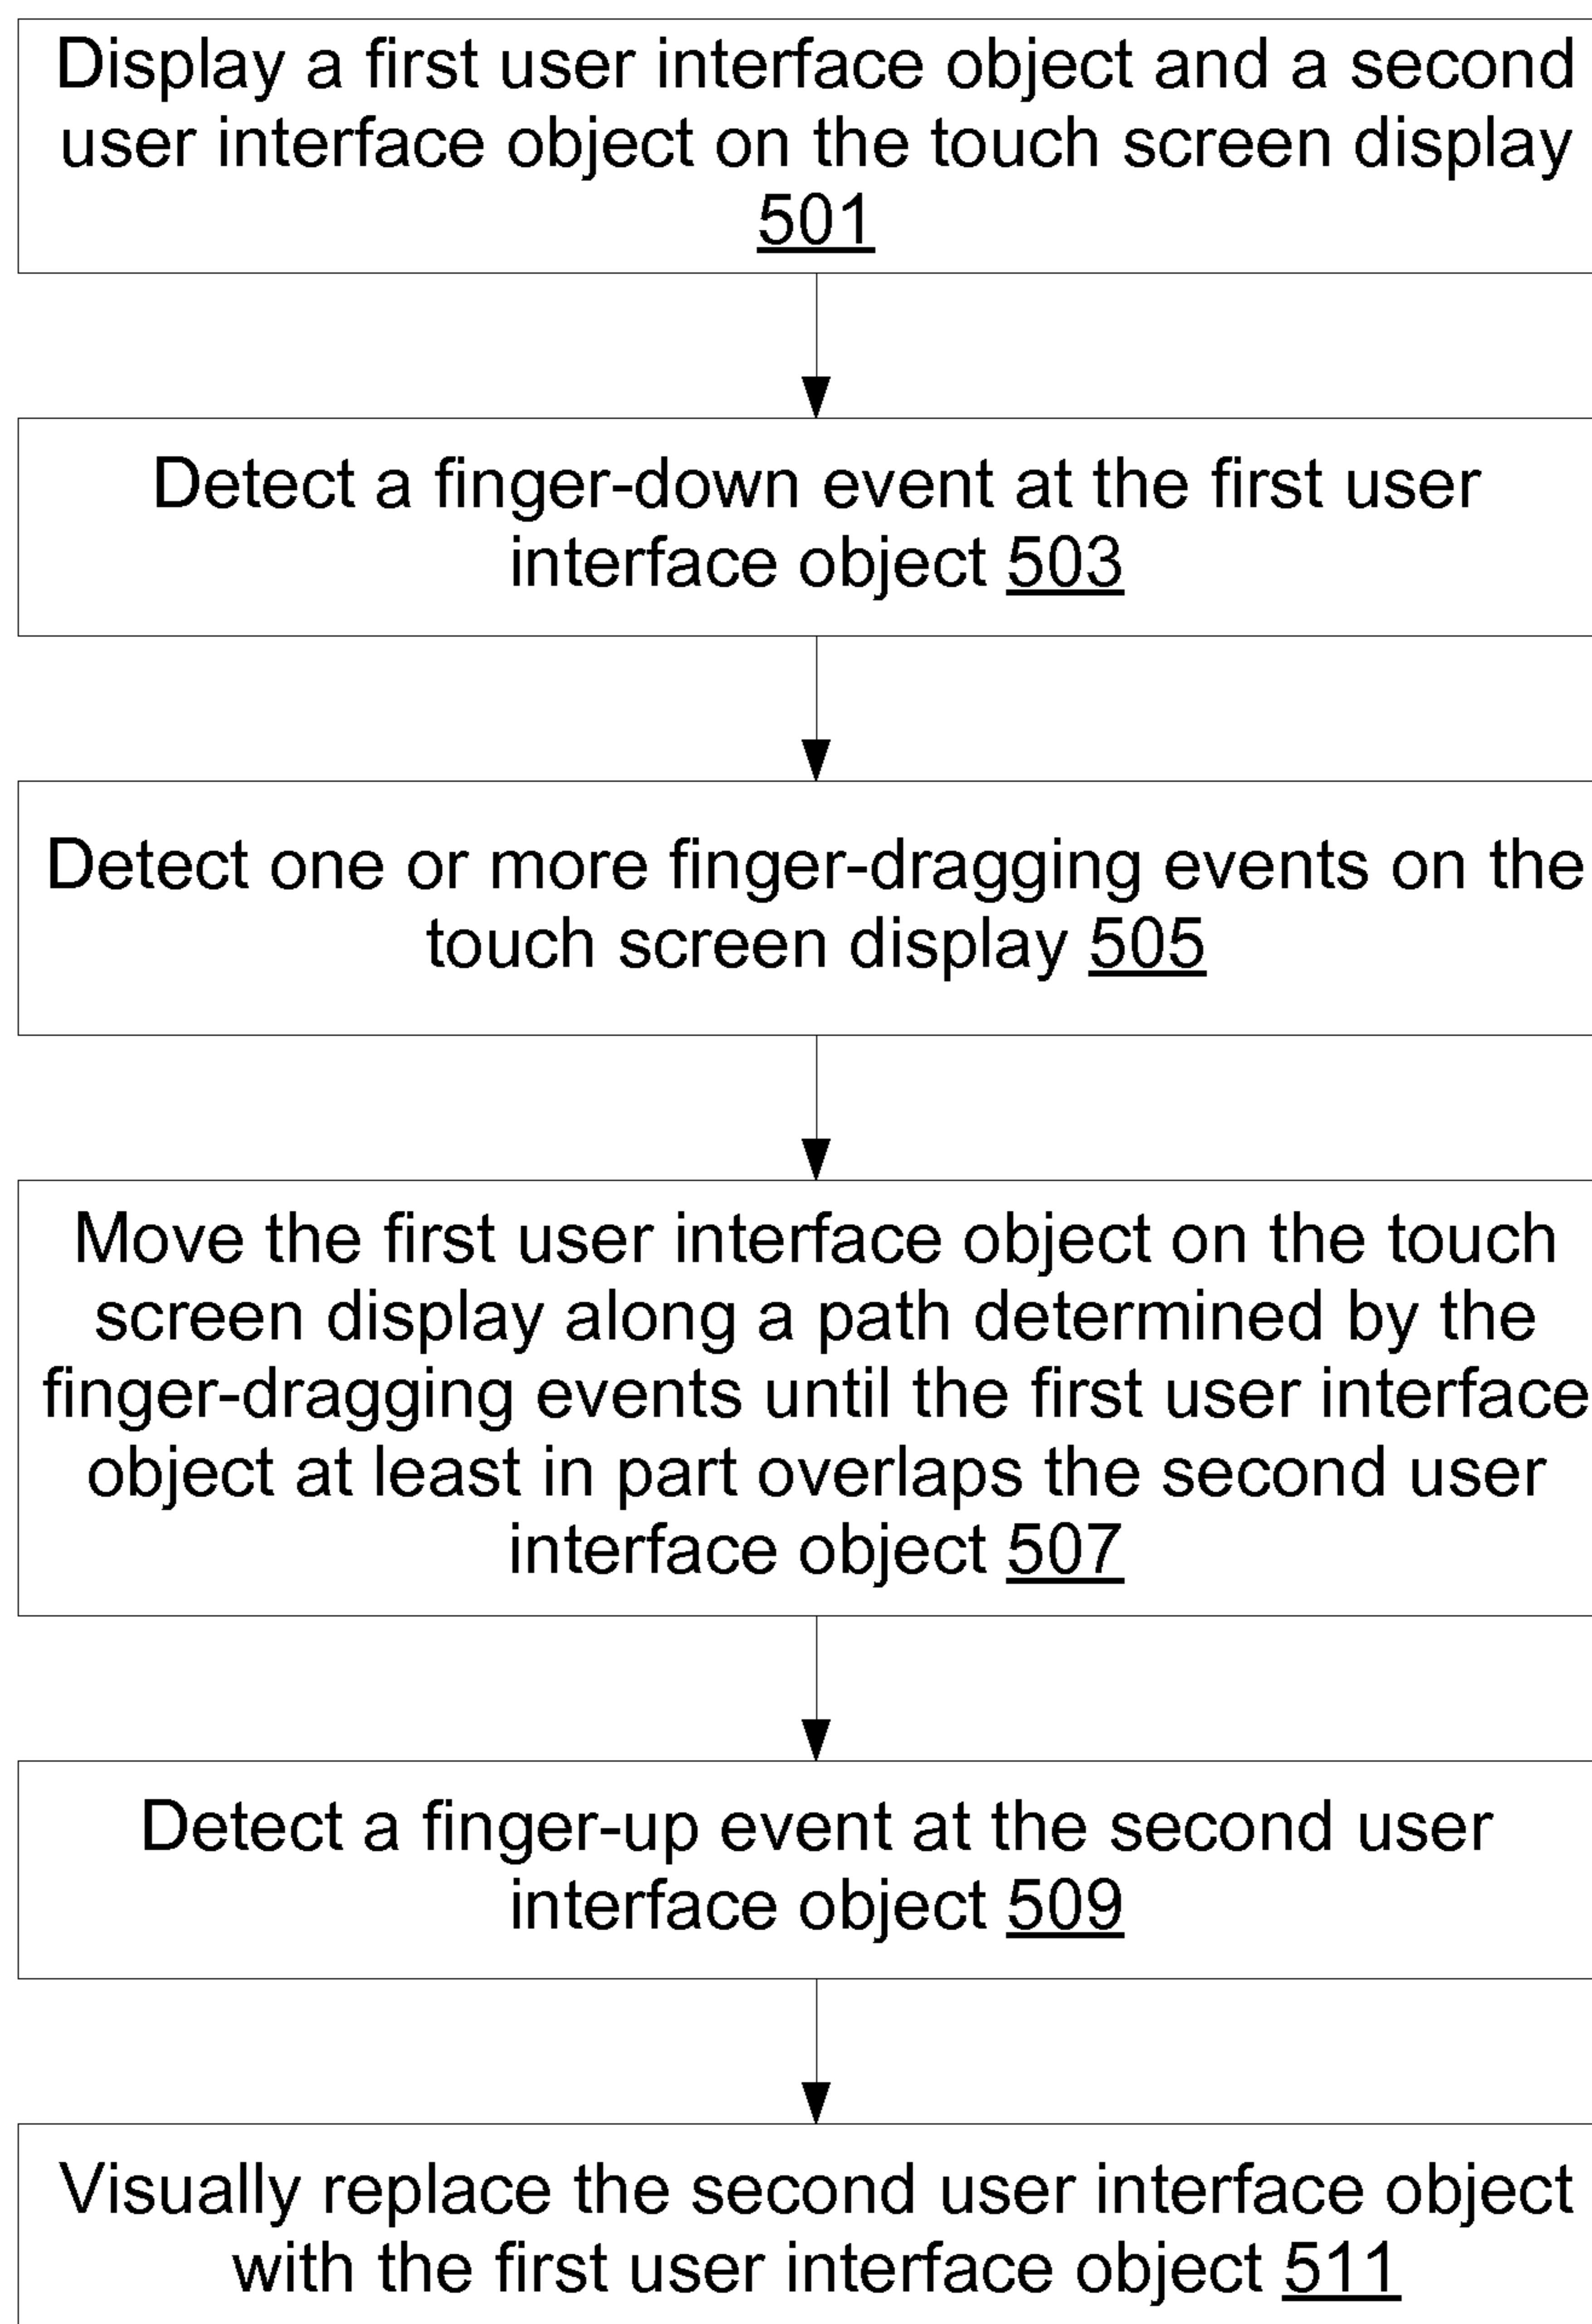 Display a first user interface object and a second
user interface object on the touch screen display
501
Detect a finger-down event at the first user
interface object 503
Detect one or more finger-dragging events on the
touch screen display 505
Move the first user interface object on the touch
screen display along a path determined by the
finger-dragging events until the first user interface
object at least in part overlaps the second user
interface object 507
Detect a finger-up event at the second user
interface object 509
Visually replace the second user interface object
with the first user interface object 511